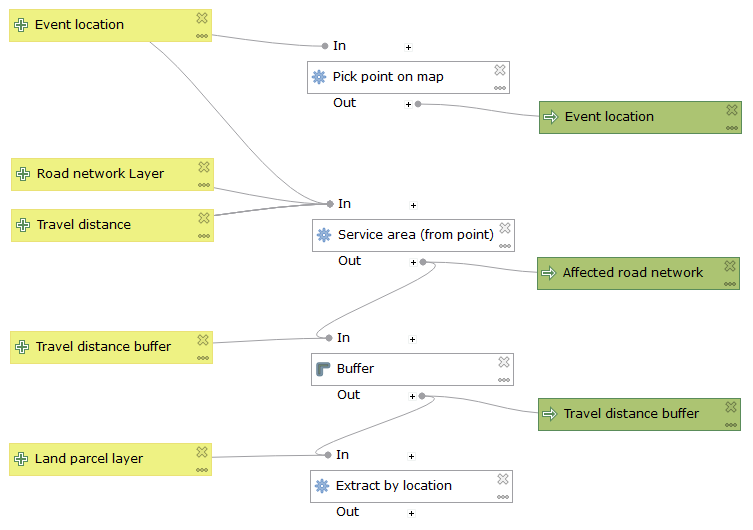 Event location
In
Pick point on map
Out
Event location
Road network Layer
In
Travel distance
Service area (from point)
Out
Affected road network
In
Travel distance buffer
Buffer
Out
Travel distance buffer
In
Land parcel layer
Extract by location
Out